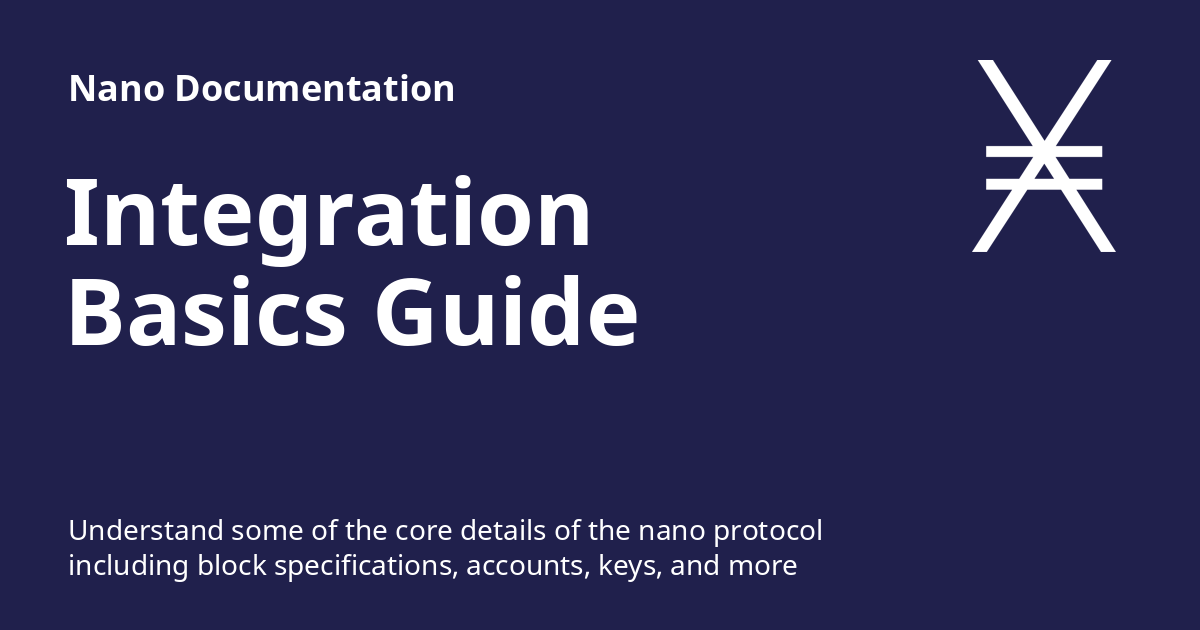 Nano Documentation
Integration
Basics Guide
Understand some of the core details of the nano protocol
including block specifications, accounts, keys, and more